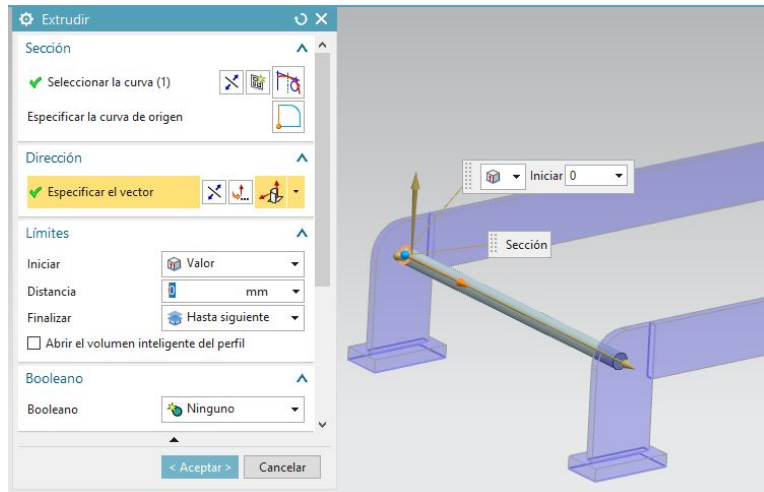 Extrudir
Sección
Seleccionar la curva (1)
Especificar la curva de origen
Dirección
Especificar el vector
Límites
Iniciar Valor
Distancia 0 mm
Finalizar Hasta siguiente
Abrir el volumen inteligente del perfil
Booleano
Booleano Ninguno
< Aceptar > Cancelar
Iniciar 0
Sección